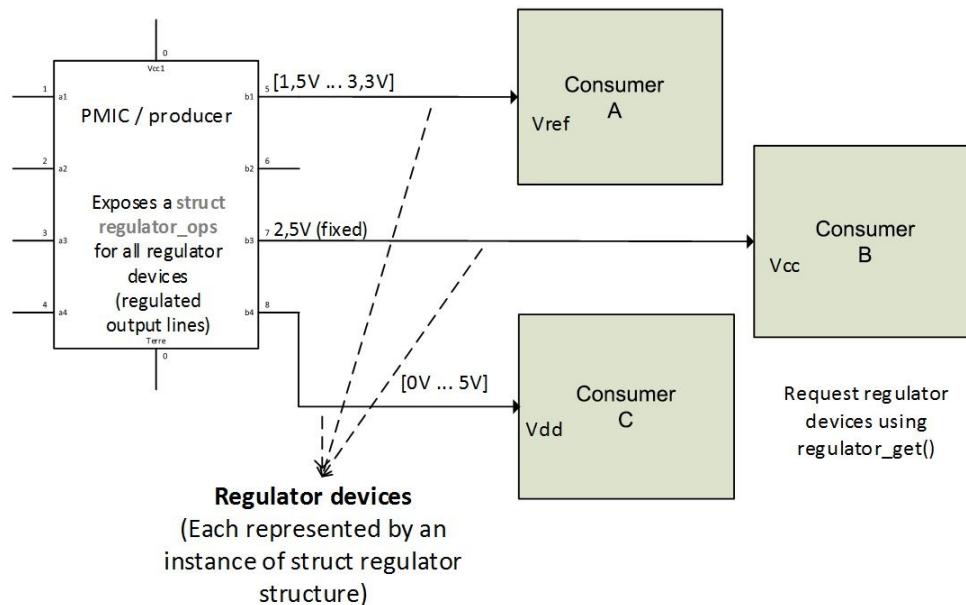 0
Vcc1
1
a1
2
a2
3
a3
4
a4
PMIC / producer
Exposes a struct
regulator_ops
for all regulator
devices
(regulated
output lines)
b1
5
b2
6
b3
7
b4
8
Terre
0
[1,5V ... 3,3V]
2,5V (fixed)
[0V ... 5V]
Consumer
A
Vref
Consumer
B
Vcc
Consumer
C
Vdd
Request regulator
devices using
regulator_get()
Regulator devices
(Each represented by an
instance of struct regulator
structure)